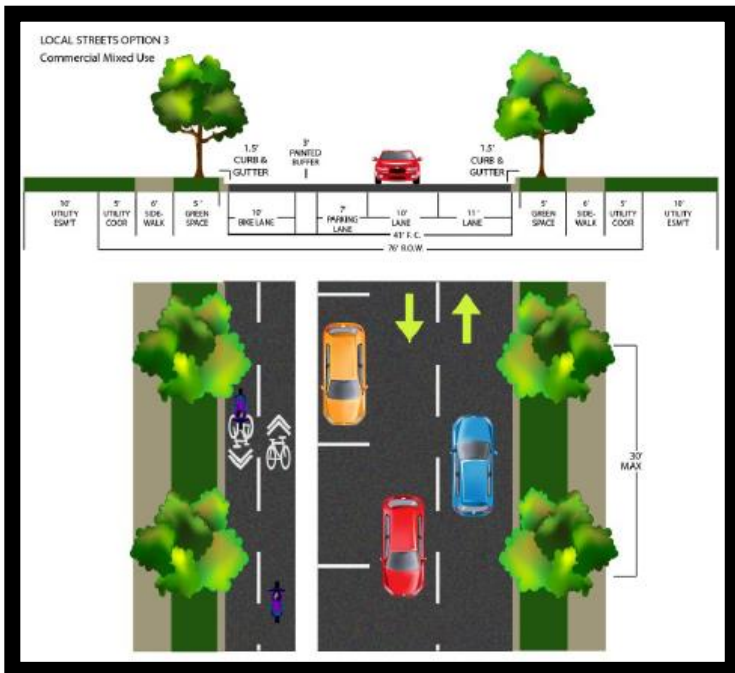 LOCAL STREETS OPTION 3
Commercial Mixed Use
1.5'
CURB &
GUTTER
3'
PAINTED
BUFFER
1.5'
CURB &
GUTTER
10'
UTILITY
ESM'T
5'
UTILITY
COOR
6'
SIDE-
WALK
5'
GREEN
SPACE
10'
BIKE LANE
7'
PARKING
LANE
10'
LANE
11'
LANE
5'
GREEN
SPACE
6'
SIDE-
WALK
5'
UTILITY
COOR
10'
UTILITY
ESM'T
41' F.C.
76' R.O.W.
30'
MAX